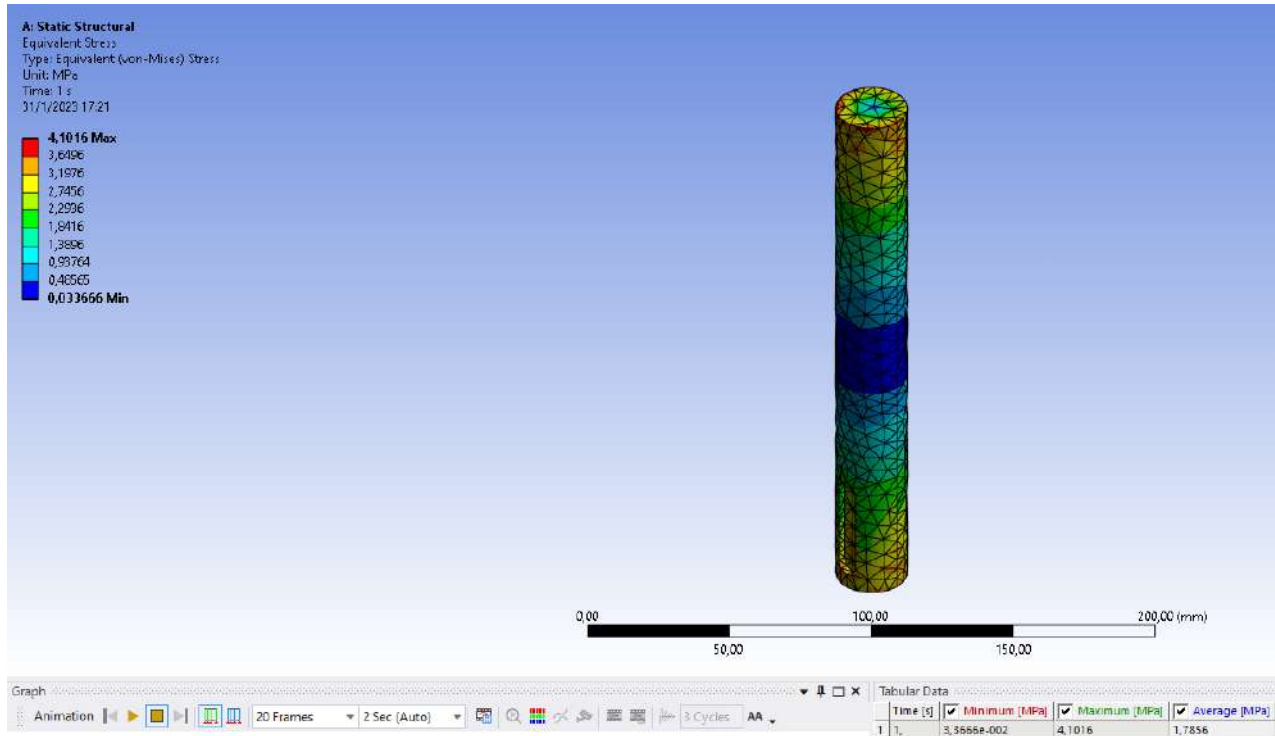 A: Static Structural
Equivalent Stress
Type: Equivalent (von-Mises) Stress
Unit: MPa
Time: 1 s
31/1/2023 17:21
4,1016 Max
3,6496
3,1976
2,7456
2,2936
1,8416
1,3896
0,93764
0,48565
0,033666 Min
0,00
100,00
200,00 (mm)
50,00
150,00
Graph
Animation
20 Frames
2 Sec (Auto)
3 Cycles
AA
Tabular Data
Time [s]
Minimum [MPa]
Maximum [MPa]
Average [MPa]
1
1,
3,3666e-002
4,1016
1,7856